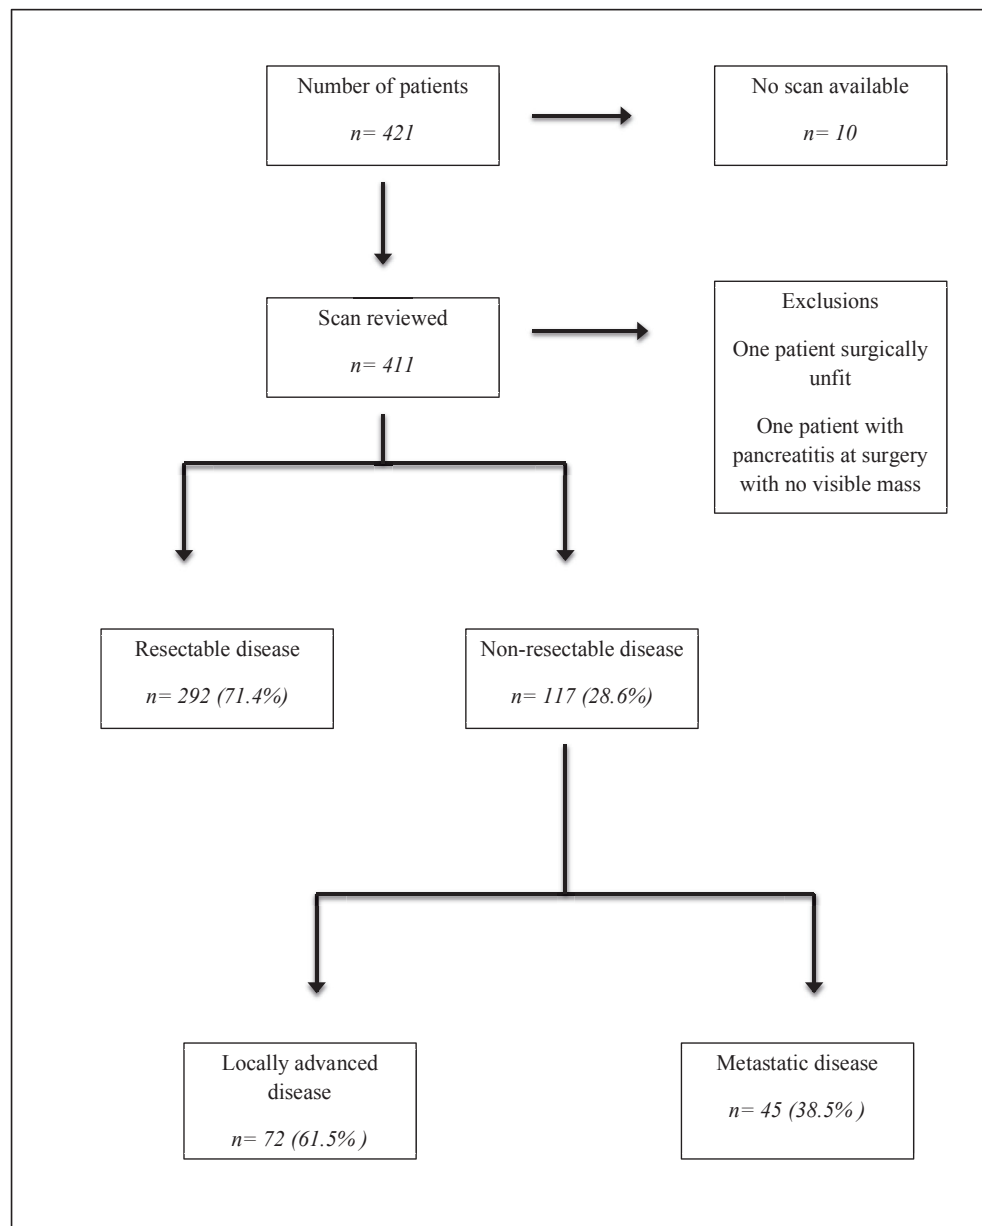 Number of patients
n= 421
No scan available
n= 10
Scan reviewed
n= 411
Exclusions
One patient surgically
unfit
One patient with
pancreatitis at surgery
with no visible mass
Resectable disease
n= 292 (71.4%)
Non-resectable disease
n= 117 (28.6%)
Locally advanced
disease
n= 72 (61.5%)
Metastatic disease
n= 45 (38.5%)